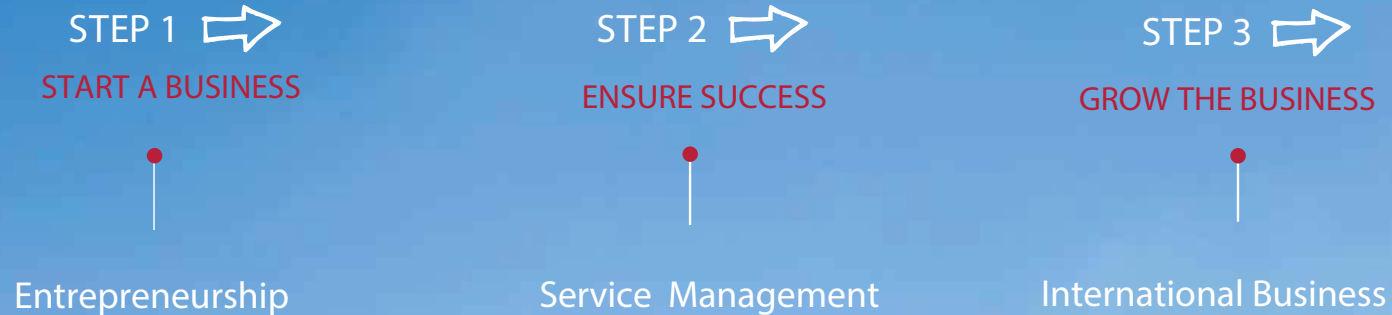 STEP 1
START A BUSINESS
Entrepreneurship
STEP 2
ENSURE SUCCESS
Service Management
STEP 3
GROW THE BUSINESS
International Business